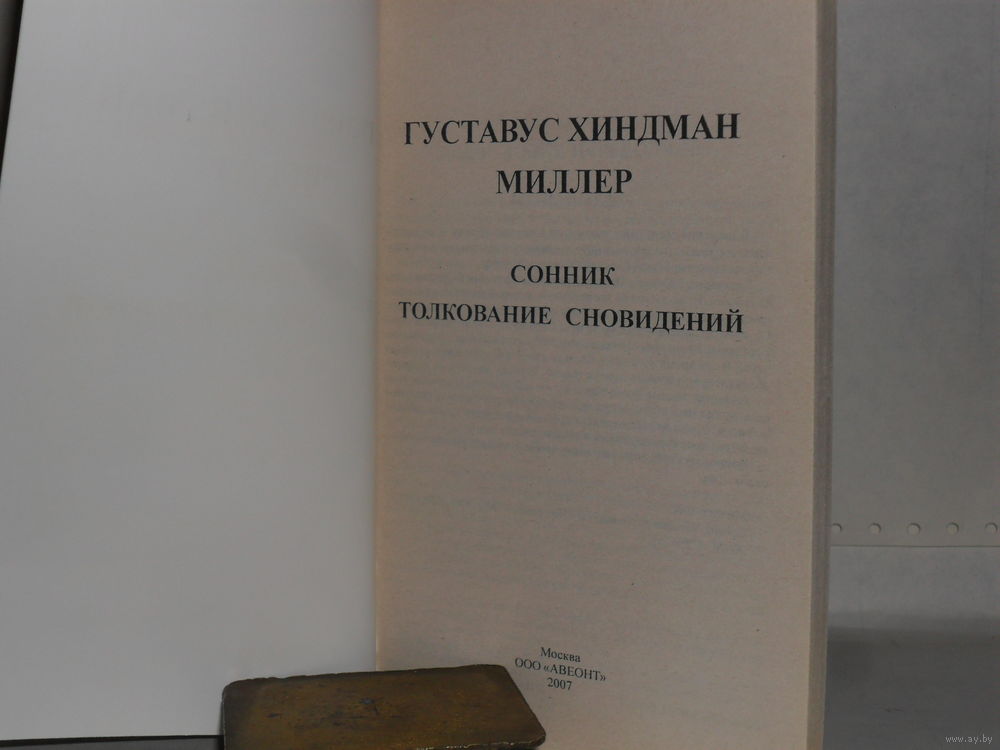 ГУСТАВУС ХИНДМАН
МИЛЛЕР
СОННИК
ТОЛКОВАНИЕ СНОВИДЕНИЙ
Москва
ООО «АВЕОНТ»
2007
www.ay.by